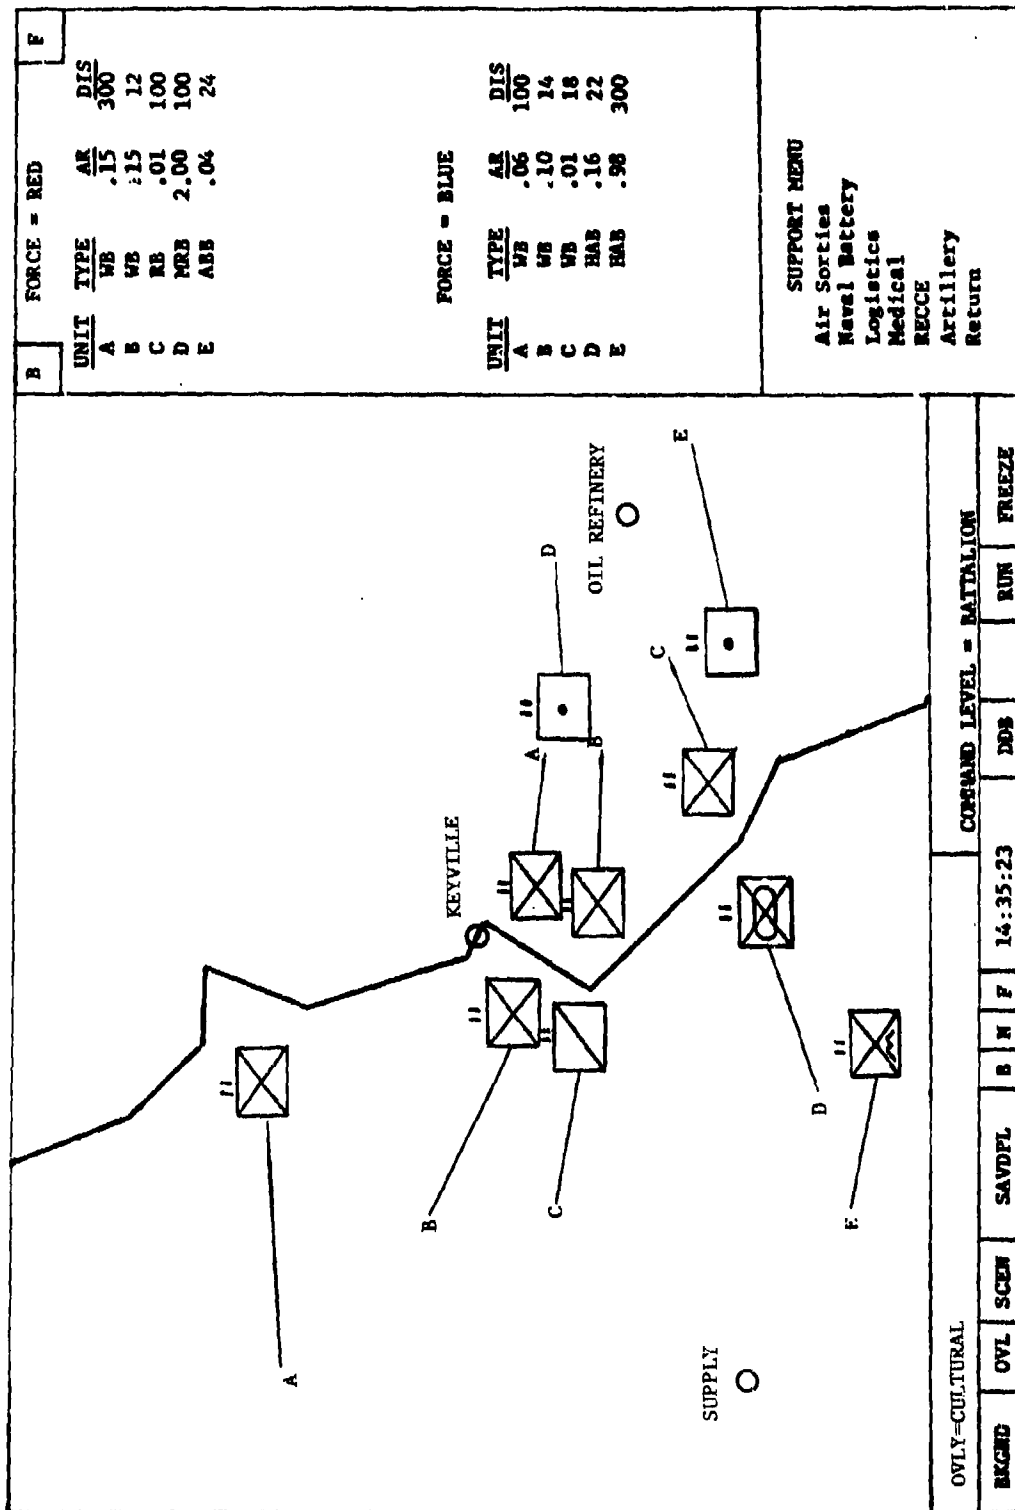 B F
FORCE = RED
UNIT TYPE AR DIS
A WB .15 300
B WB .15 12
C RB .01 100
D MRB 2.00 100
E ABB .04 24
FORCE = BLUE
UNIT TYPE AR DIS
A WB .06 100
B WB .10 14
C WB .01 18
D HAB .16 22
E HAB .98 300
SUPPORT MENU
Air Sorties
Naval Battery
Logistics
Medical
RECCE
Artillery
Return
KEYVILLE
OIL REFINERY
SUPPLY
A
B
C
D
E
A
B
C
D
E
OVLY=CULTURAL
COMMAND LEVEL = BATTALION
BKGND OVL SCEN SAVDPL B N F 14:35:23 DDB RUN FREEZE